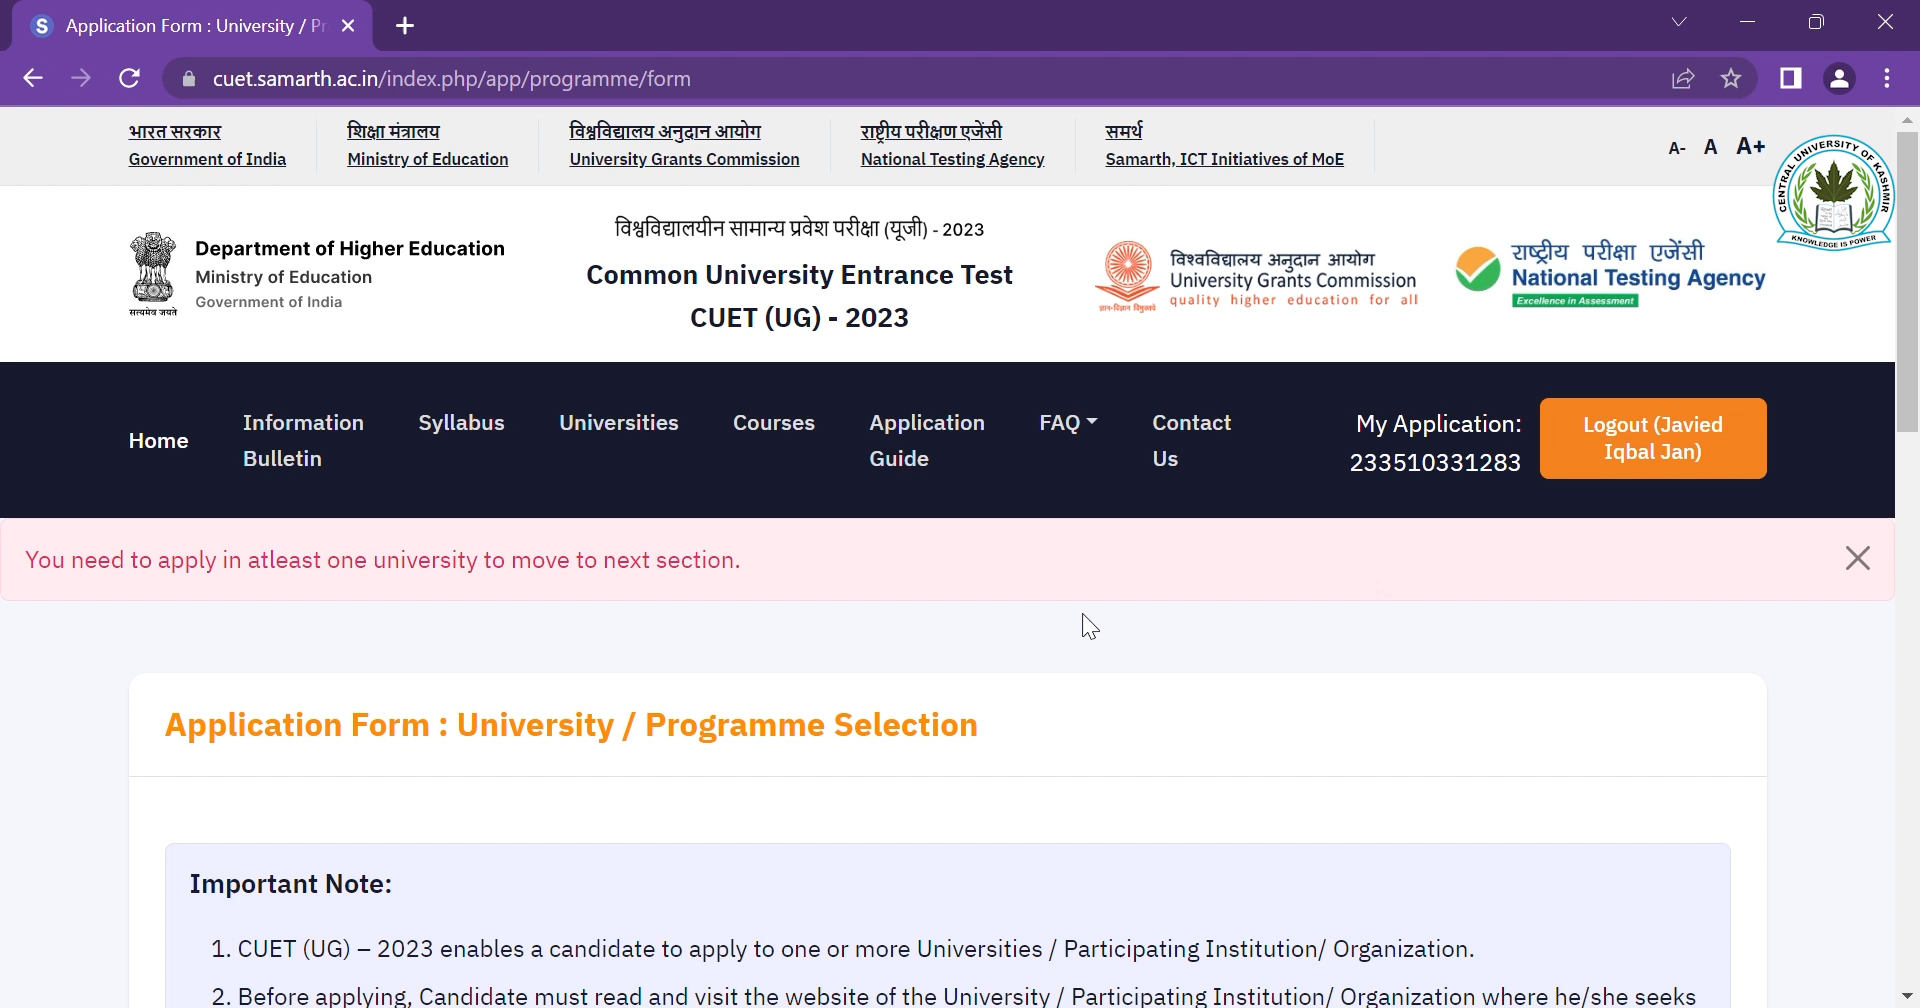 Application Form : University / Pr
cuet.samarth.ac.in/index.php/app/programme/form
भारत सरकार
Government of India
शिक्षा मंत्रालय
Ministry of Education
विश्वविद्यालय अनुदान आयोग
University Grants Commission
राष्ट्रीय परीक्षण एजेंसी
National Testing Agency
समर्थ
Samarth, ICT Initiatives of MoE
A- A A+
CENTRAL UNIVERSITY OF KASHMIR
KNOWLEDGE IS POWER
सत्यमेव जयते
Department of Higher Education
Ministry of Education
Government of India
विश्वविद्यालयीन सामान्य प्रवेश परीक्षा (यूजी) - 2023
Common University Entrance Test
CUET (UG) - 2023
ज्ञान-विज्ञान विमुक्तये
विश्वविद्यालय अनुदान आयोग
University Grants Commission
quality higher education for all
राष्ट्रीय परीक्षा एजेंसी
National Testing Agency
Excellence in Assessment
Home
Information
Bulletin
Syllabus
Universities
Courses
Application
Guide
FAQ
Contact
Us
My Application:
233510331283
Logout (Javied
Iqbal Jan)
You need to apply in atleast one university to move to next section.
Application Form : University / Programme Selection
Important Note:
1. CUET (UG) – 2023 enables a candidate to apply to one or more Universities / Participating Institution/ Organization.
2. Before applying, Candidate must read and visit the website of the University / Participating Institution/ Organization where he/she seeks